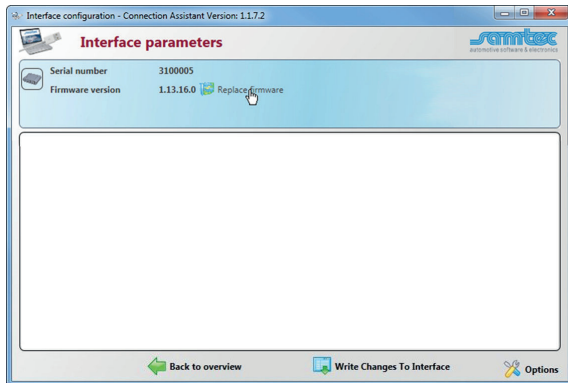 Interface configuration - Connection Assistant Version: 1.1.7.2
Interface parameters
samtec
automotive software & electronics
Serial number 3100005
Firmware version 1.13.16.0 Replace firmware
Back to overview Write Changes To Interface Options